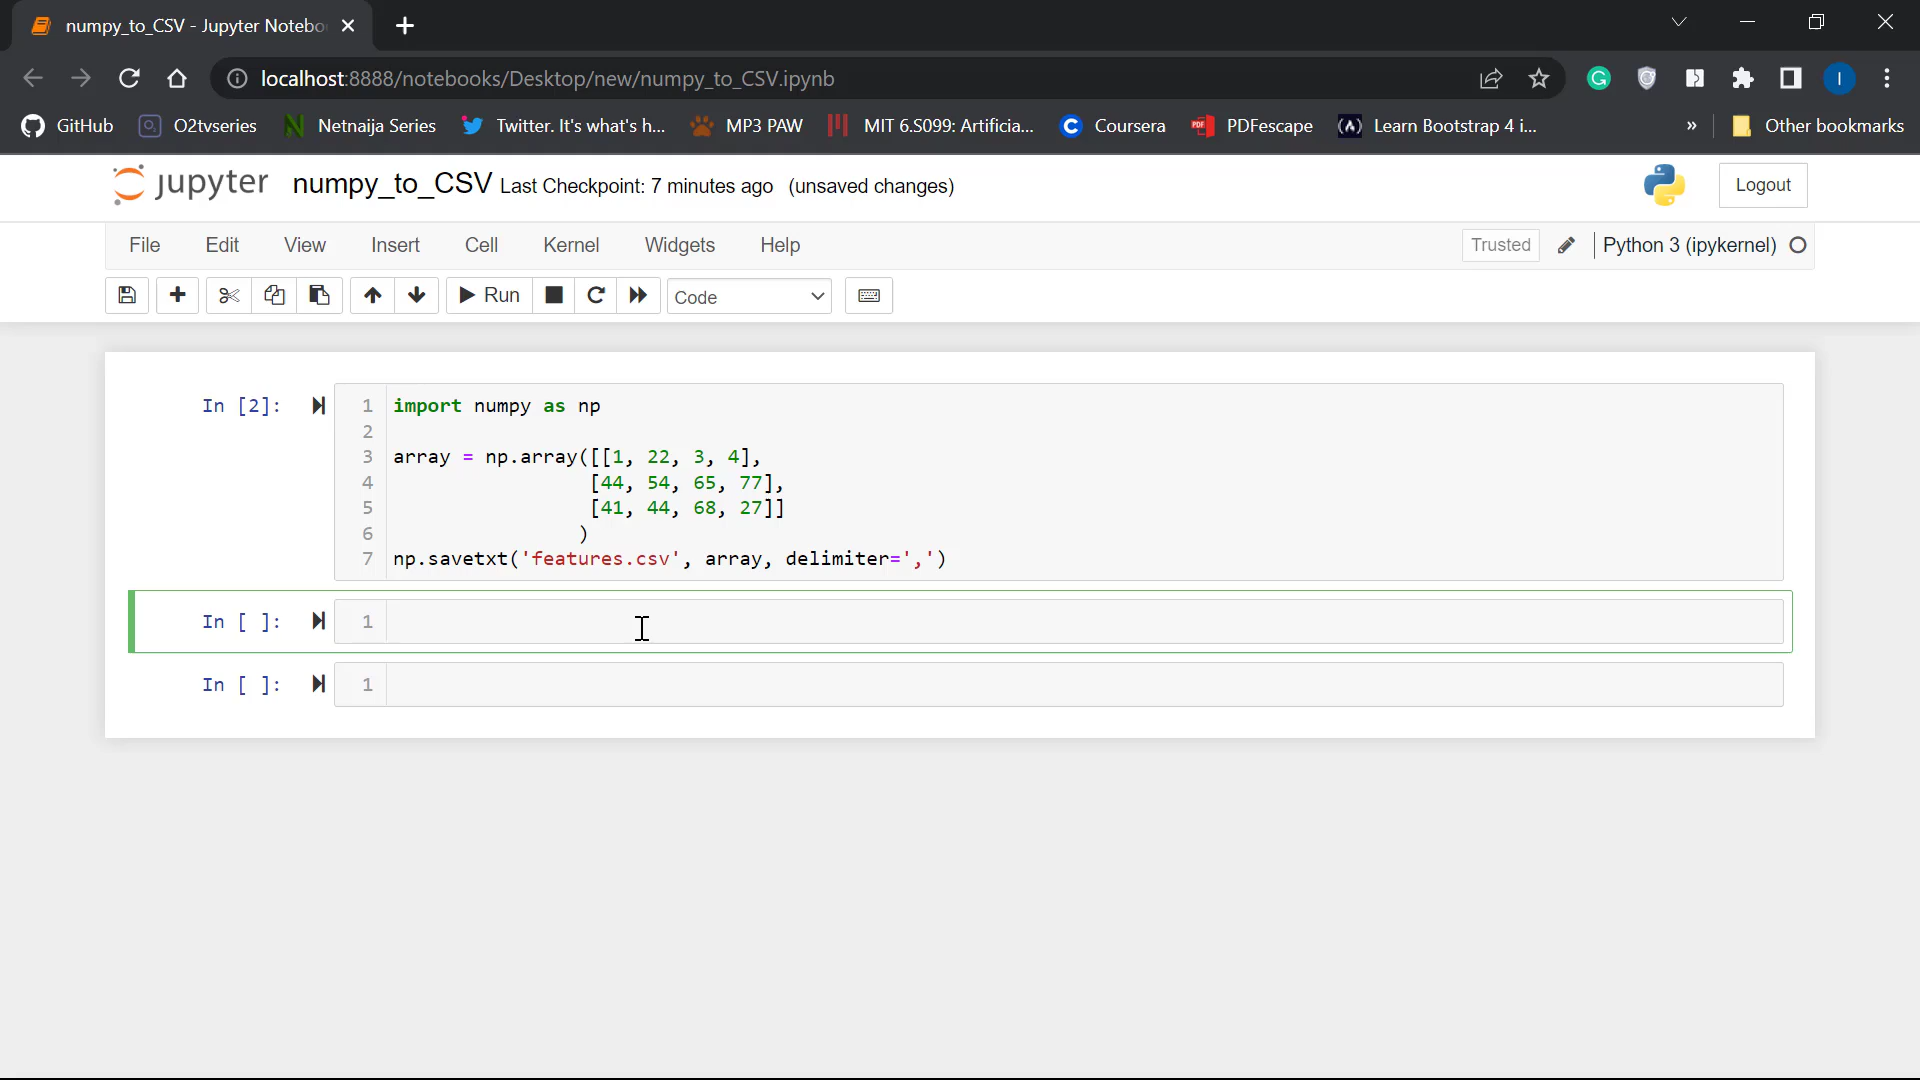 numpy_to_CSV - Jupyter Notebo
localhost:8888/notebooks/Desktop/new/numpy_to_CSV.ipynb
GitHub O2tvseries Netnaija Series Twitter. It's what's h... MP3 PAW MIT 6.S099: Artificia... Coursera PDFescape Learn Bootstrap 4 i... » Other bookmarks
jupyter numpy_to_CSV Last Checkpoint: 7 minutes ago (unsaved changes) Logout
File Edit View Insert Cell Kernel Widgets Help Trusted Python 3 (ipykernel)
Run Code
In [2]: 1 import numpy as np
2
3 array = np.array([[1, 22, 3, 4],
4 [44, 54, 65, 77],
5 [41, 44, 68, 27]]
6 )
7 np.savetxt('features.csv', array, delimiter=',')
In [ ]: 1
In [ ]: 1